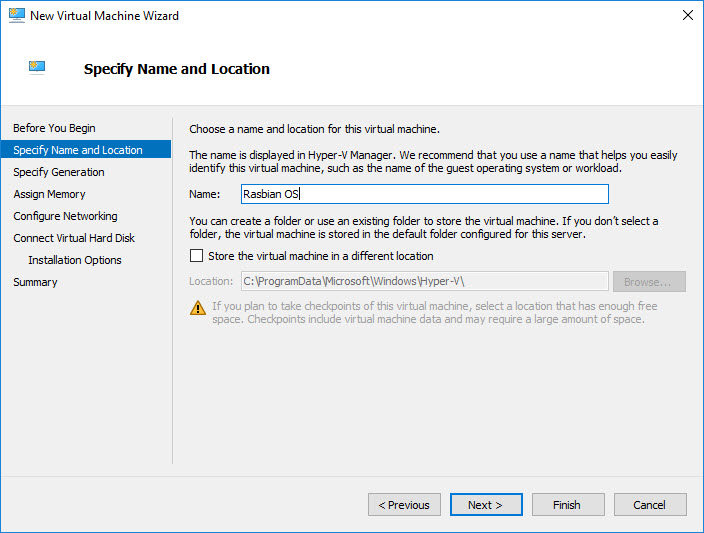 New Virtual Machine Wizard
Specify Name and Location
Before You Begin
Specify Name and Location
Specify Generation
Assign Memory
Configure Networking
Connect Virtual Hard Disk
Installation Options
Summary
Choose a name and location for this virtual machine.
The name is displayed in Hyper-V Manager. We recommend that you use a name that helps you easily
identify this virtual machine, such as the name of the guest operating system or workload.
Name: Rasbian OS
You can create a folder or use an existing folder to store the virtual machine. If you don't select a
folder, the virtual machine is stored in the default folder configured for this server.
Store the virtual machine in a different location
Location: C:\ProgramData\Microsoft\Windows\Hyper-V\ Browse...
If you plan to take checkpoints of this virtual machine, select a location that has enough free
space. Checkpoints include virtual machine data and may require a large amount of space.
< Previous Next > Finish Cancel